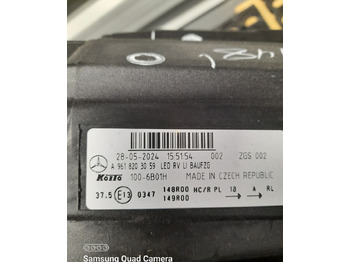 28-05-2024 15:51:54 002 ZGS 002
A 961 820 30 59 LED RV LI BAUFZG
100-6B01H MADE IN CZECH REPUBLIC
37.5 E13 0347 148R00 HC/R PL 10 A RL
149R00
Samsung Quad Camera